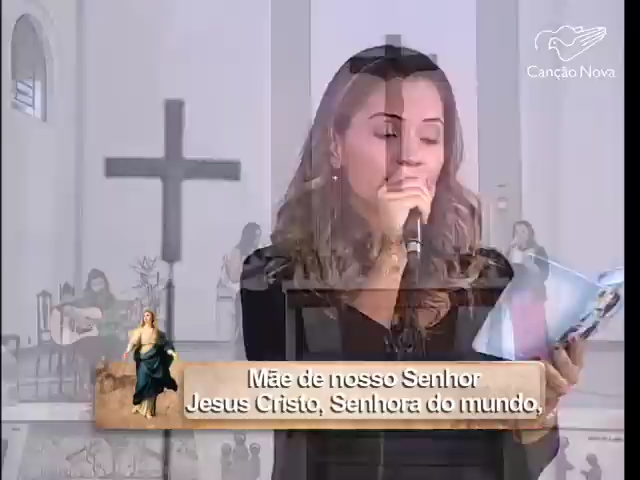 Canção Nova
Mãe de nosso Senhor
Jesus Cristo, Senhora do mundo,